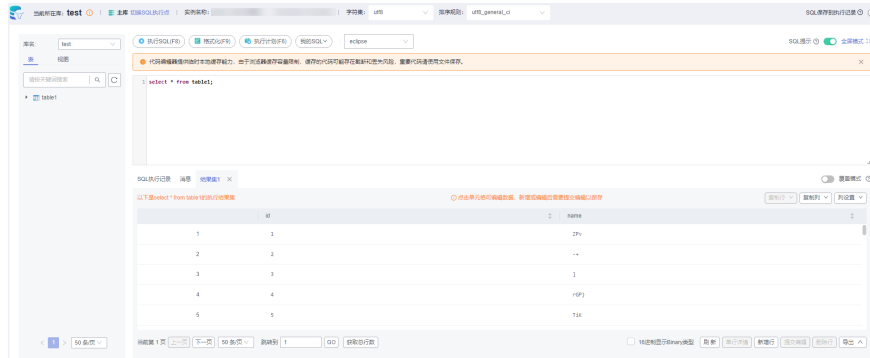 当前所在库: test 主库 切换SQL执行点 实例名称: 字符集: utf8 排序规则: utf8_general_ci SQL保存到执行记录
库名: test 执行SQL(F8) 格式化(F9) 执行计划(F6) 我的SQL eclipse SQL提示 全屏模式
表 视图
代码编辑器提供临时本地缓存能力，由于浏览器缓存容量限制，缓存的代码可能存在截断和丢失风险，重要代码请使用文件保存。
请按关键词搜索
1 select * from table1;
table1
SQL执行记录 消息 结果集1 覆盖模式
以下是select * from table1的执行结果集 点击单元格可编辑数据，新增或编辑后需要提交编辑以保存 复制行 复制列 列设置
id name
1 1 ZPv
2 2 →
3 3 ]
4 4 rGP}
5 5 TiX
1 50 条/页 当前第 1 页 上一页 下一页 50 条/页 跳转到 1 GO 获取总行数 16进制显示Binary类型 刷新 单行详情 新增行 提交编辑 删除行 导出